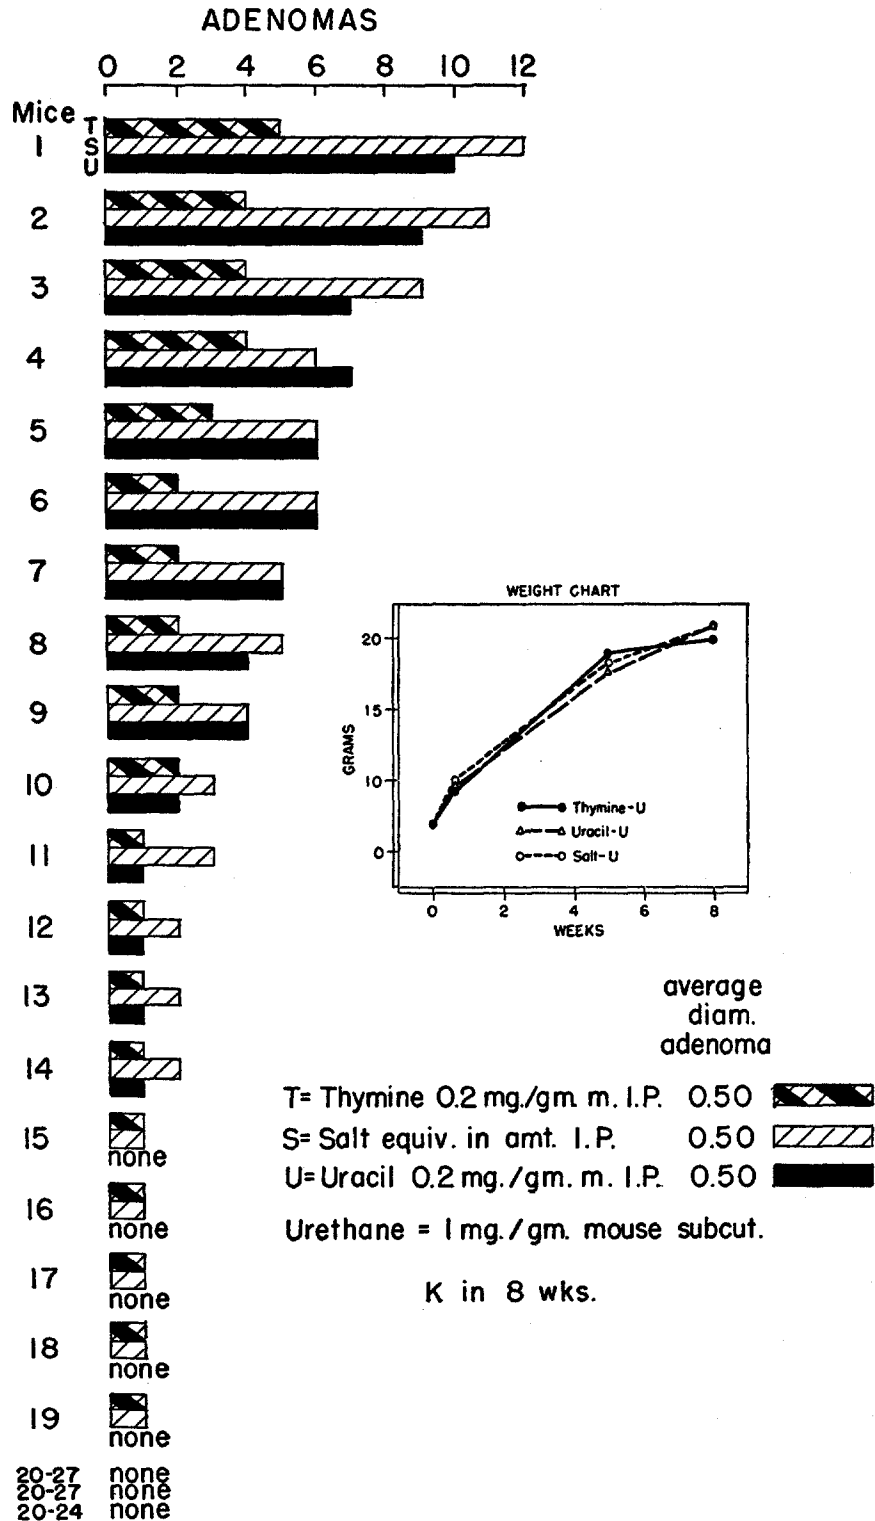 ADENOMAS
0 2 4 6 8 10 12
Mice
T
1 S
U
2
3
4
5
6
7
8
9
10
11
12
13
14
15
none
16
none
17
none
18
none
19
none
20-27 none
20-27 none
20-24 none
WEIGHT CHART
20
15
10
0
GRAMS
Thymine-U
Uracil-U
Salt-U
0 2 4 6 8
WEEKS
average
diam.
adenoma
T= Thymine 0.2 mg./gm. m. I.P. 0.50
S= Salt equiv. in amt. I.P. 0.50
U= Uracil 0.2 mg./gm. m. I.P. 0.50
Urethane = 1 mg./gm. mouse subcut.
K in 8 wks.